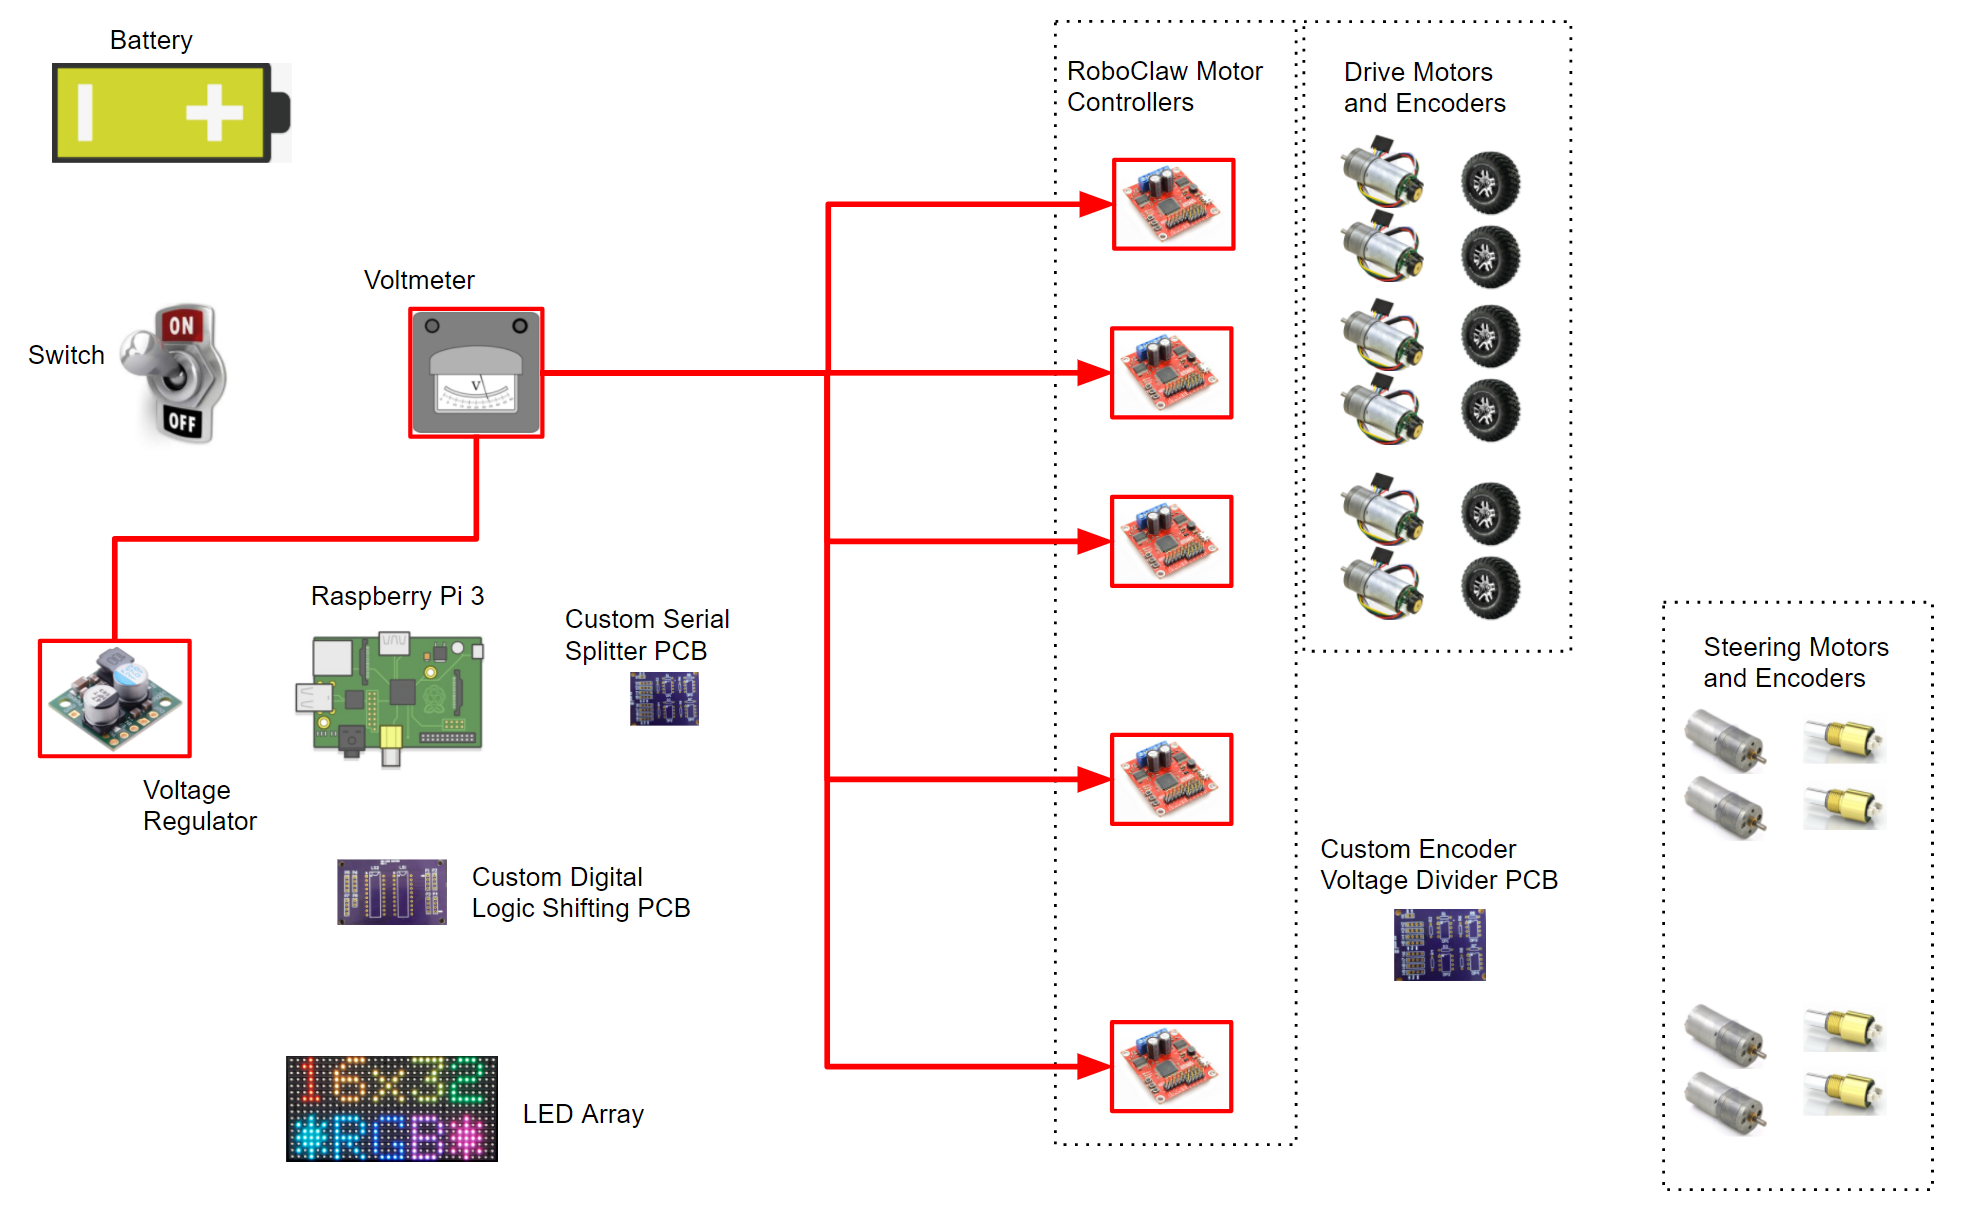 Battery
RoboClaw Motor
Controllers
Drive Motors
and Encoders
Voltmeter
ON
Switch
OFF
V
Raspberry Pi 3
Custom Serial
Splitter PCB
Steering Motors
and Encoders
Voltage
Regulator
Custom Encoder
Voltage Divider PCB
Custom Digital
Logic Shifting PCB
16x32
*RGB*
LED Array